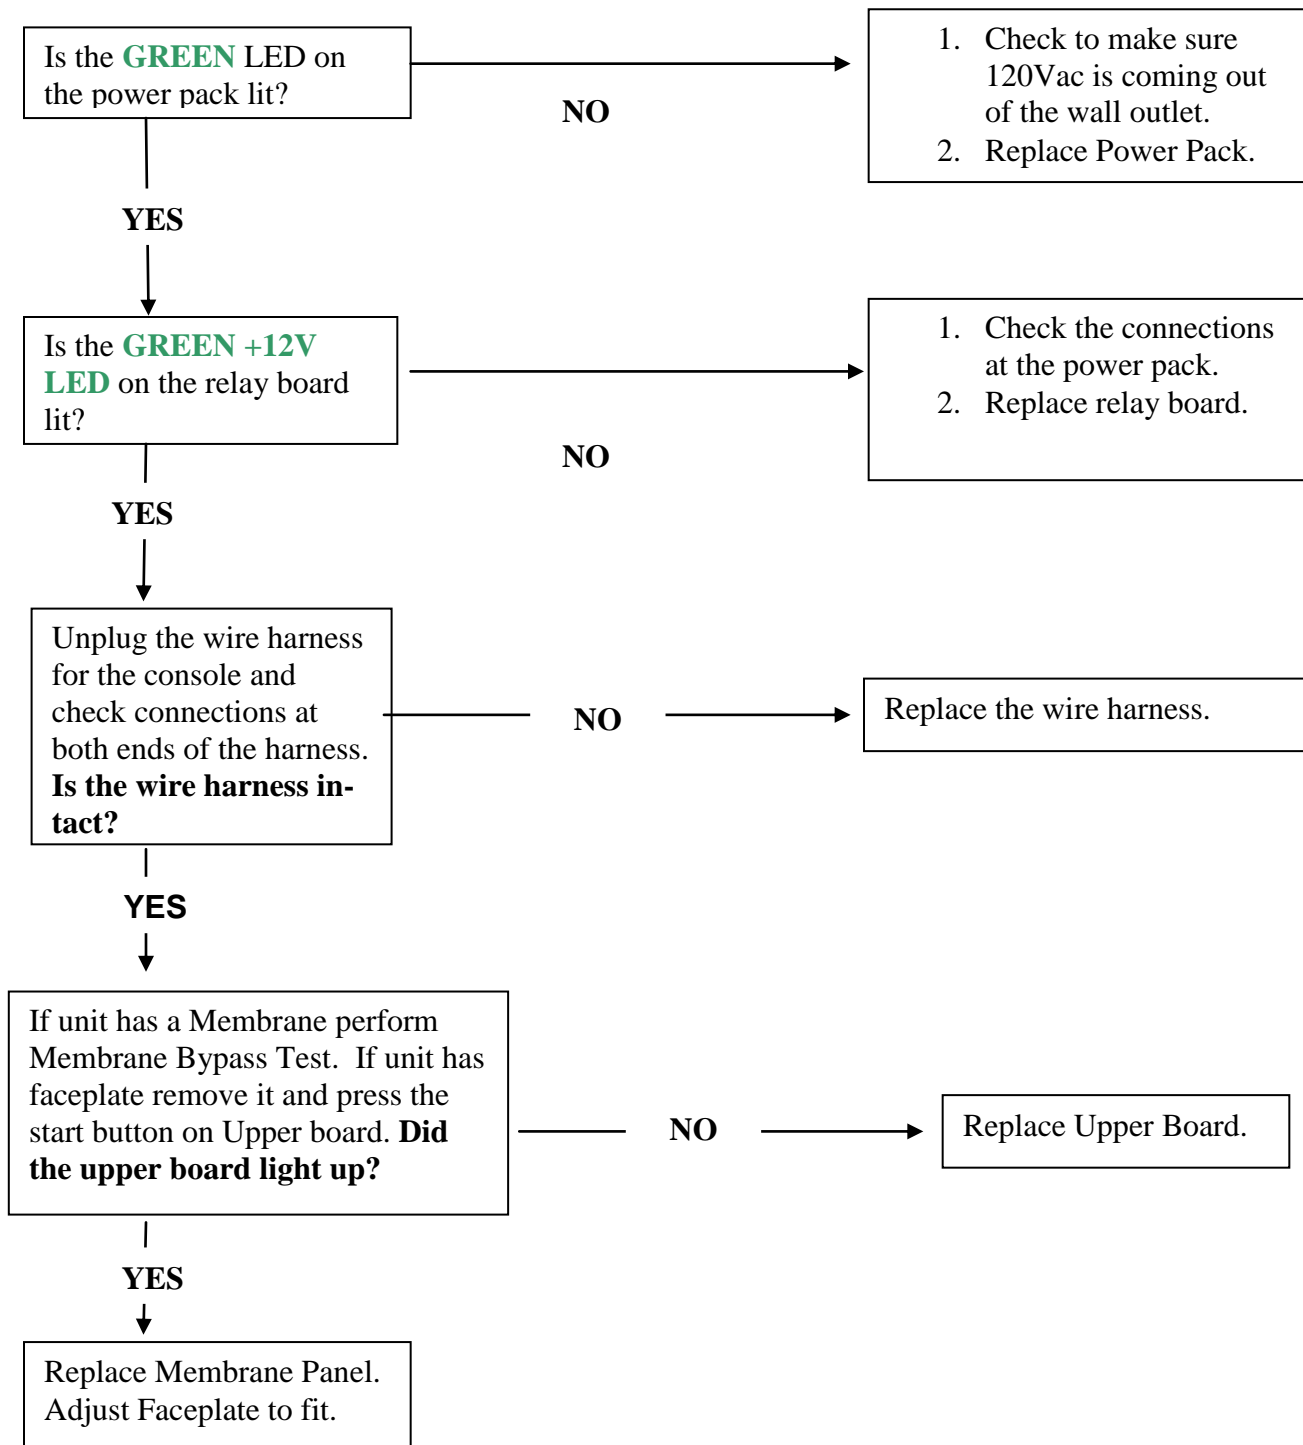 Is the GREEN LED on
the power pack lit?
NO
1. Check to make sure
120Vac is coming out
of the wall outlet.
2. Replace Power Pack.
YES
Is the GREEN +12V
LED on the relay board
lit?
NO
1. Check the connections
at the power pack.
2. Replace relay board.
YES
Unplug the wire harness
for the console and
check connections at
both ends of the harness.
Is the wire harness in-
tact?
NO
Replace the wire harness.
YES
If unit has a Membrane perform
Membrane Bypass Test. If unit has
faceplate remove it and press the
start button on Upper board. Did
the upper board light up?
NO
Replace Upper Board.
YES
Replace Membrane Panel.
Adjust Faceplate to fit.